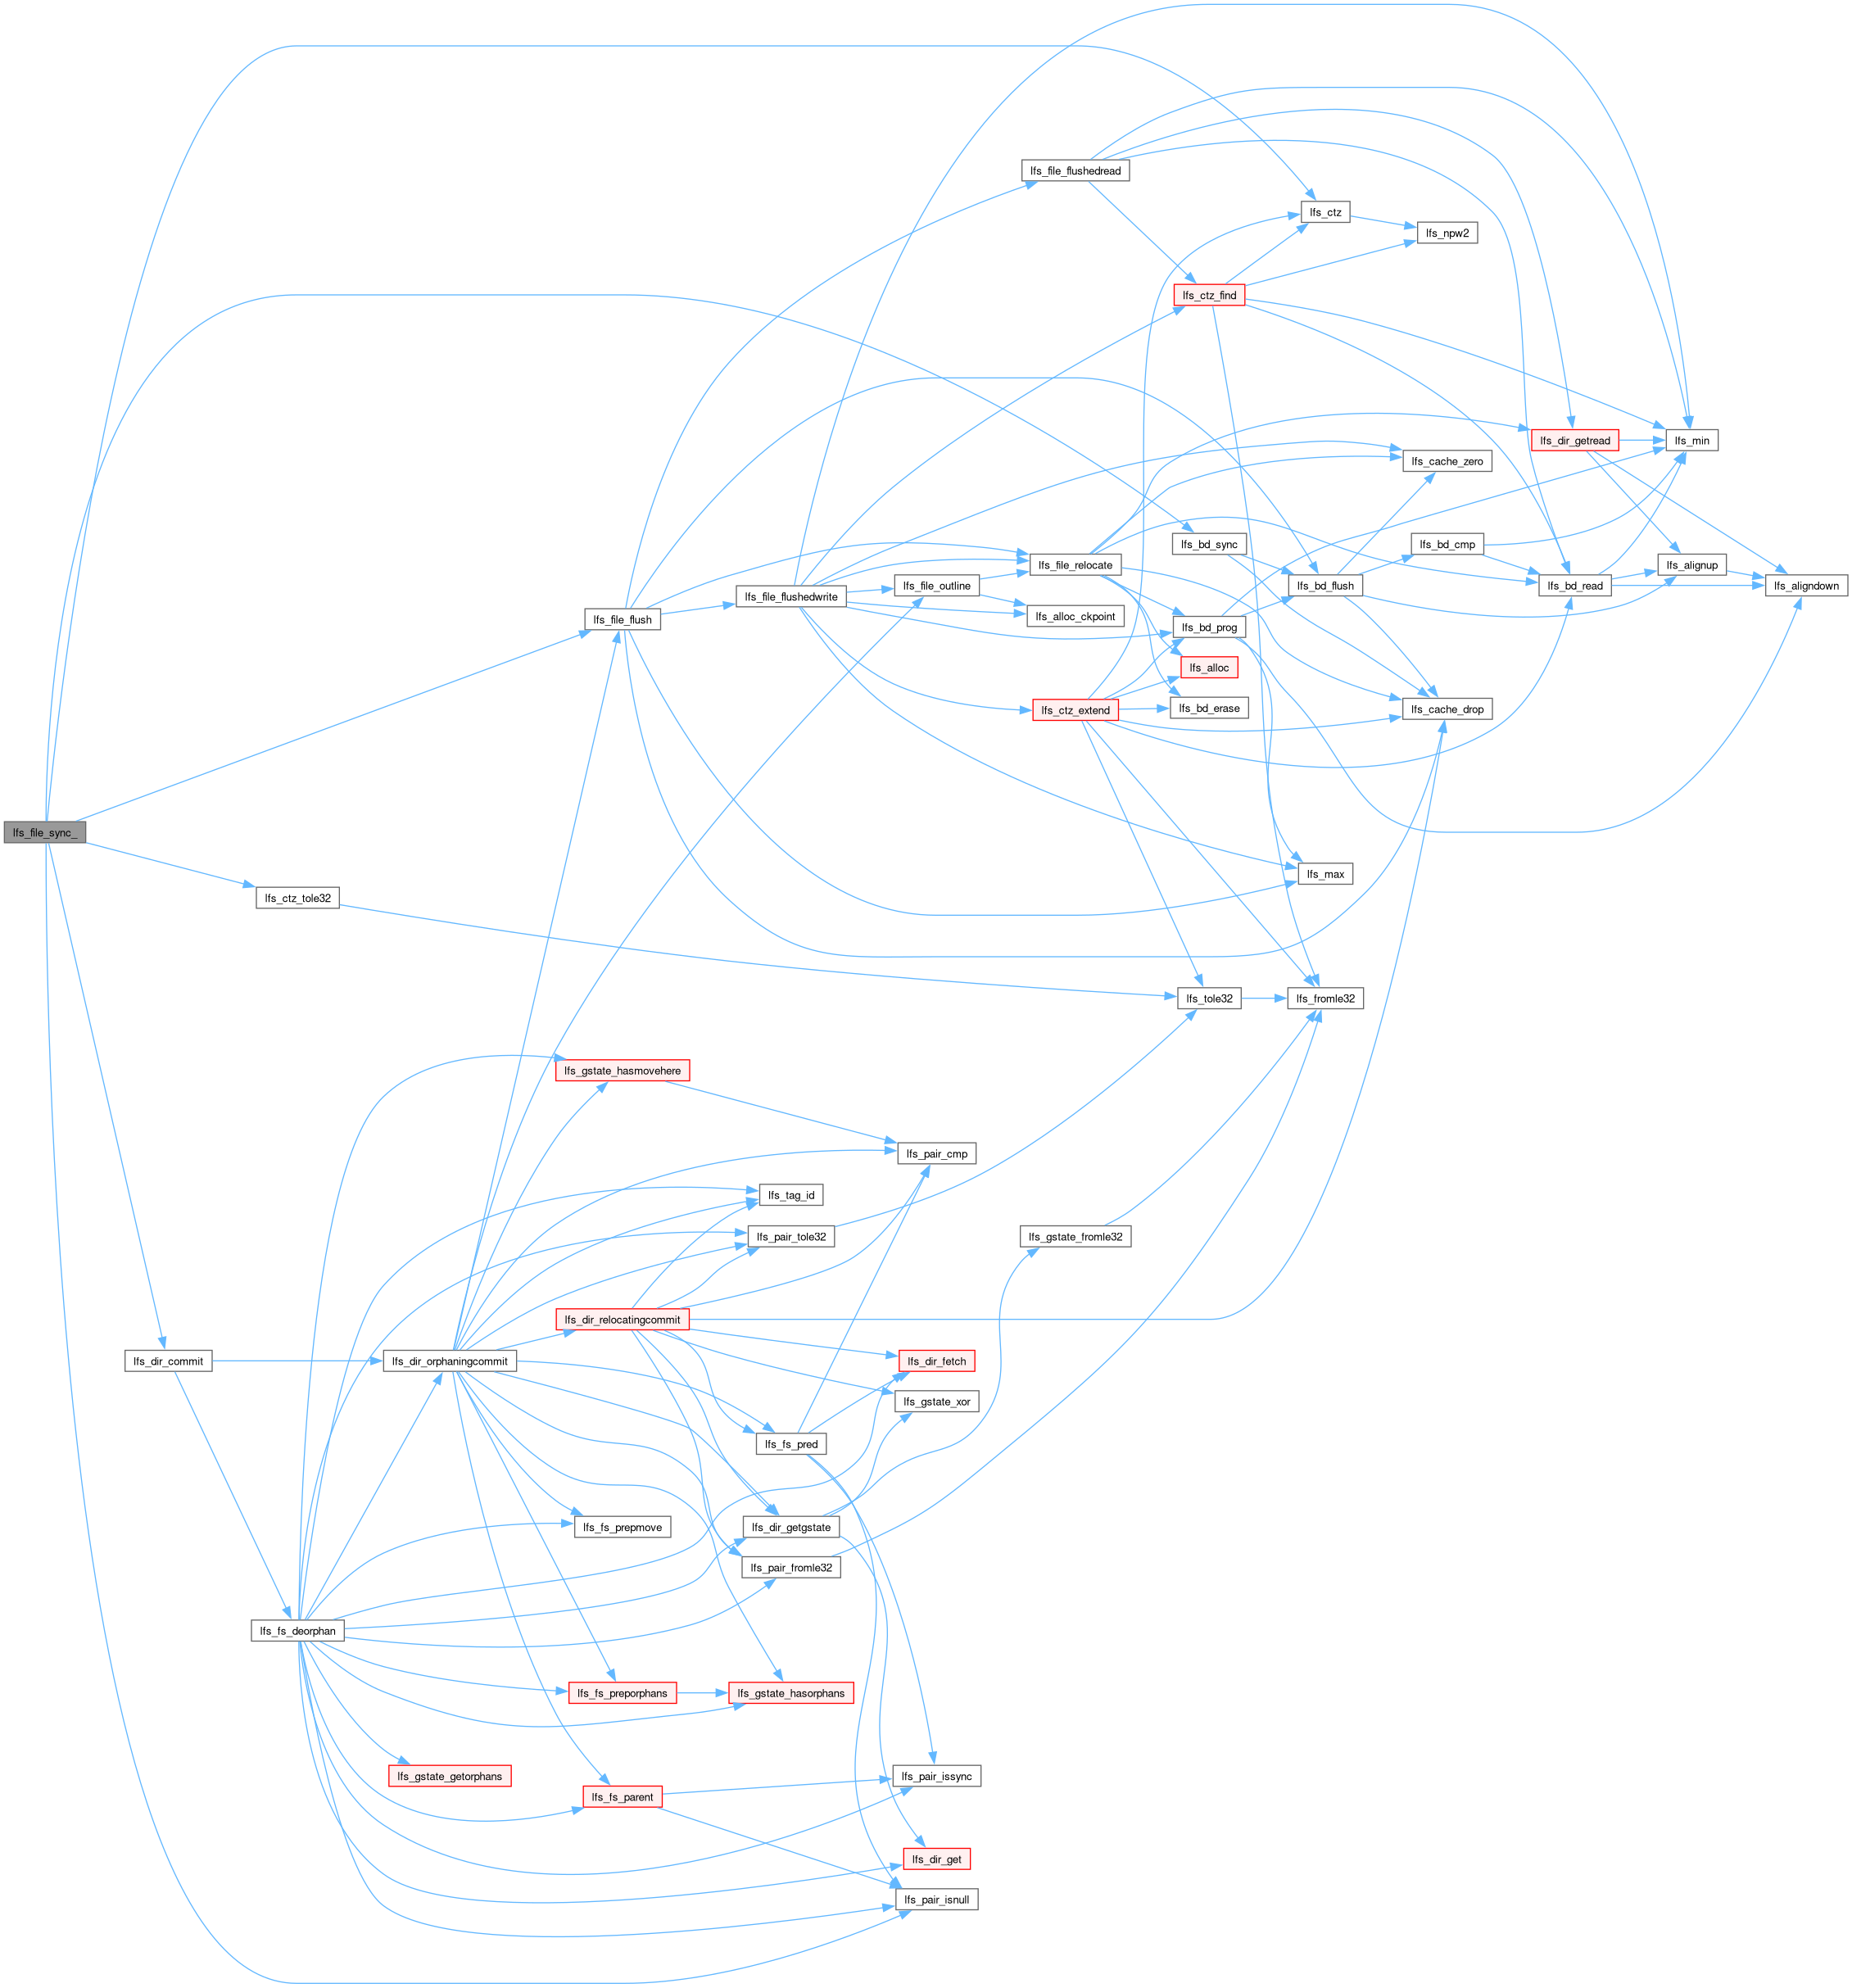 lfs_file_flushedread
lfs_ctz
lfs_npw2
lfs_ctz_find
lfs_dir_getread
lfs_min
lfs_cache_zero
lfs_bd_sync
lfs_bd_cmp
lfs_file_relocate
lfs_alignup
lfs_file_outline
lfs_bd_flush
lfs_bd_read
lfs_aligndown
lfs_file_flushedwrite
lfs_file_flush
lfs_alloc_ckpoint
lfs_bd_prog
lfs_alloc
lfs_ctz_extend
lfs_bd_erase
lfs_cache_drop
lfs_file_sync_
lfs_max
lfs_ctz_tole32
lfs_tole32
lfs_fromle32
lfs_gstate_hasmovehere
lfs_pair_cmp
lfs_tag_id
lfs_pair_tole32
lfs_gstate_fromle32
lfs_dir_relocatingcommit
lfs_dir_commit
lfs_dir_orphaningcommit
lfs_dir_fetch
lfs_gstate_xor
lfs_fs_pred
lfs_fs_prepmove
lfs_dir_getgstate
lfs_pair_fromle32
lfs_fs_deorphan
lfs_fs_preporphans
lfs_gstate_hasorphans
lfs_gstate_getorphans
lfs_pair_issync
lfs_fs_parent
lfs_dir_get
lfs_pair_isnull